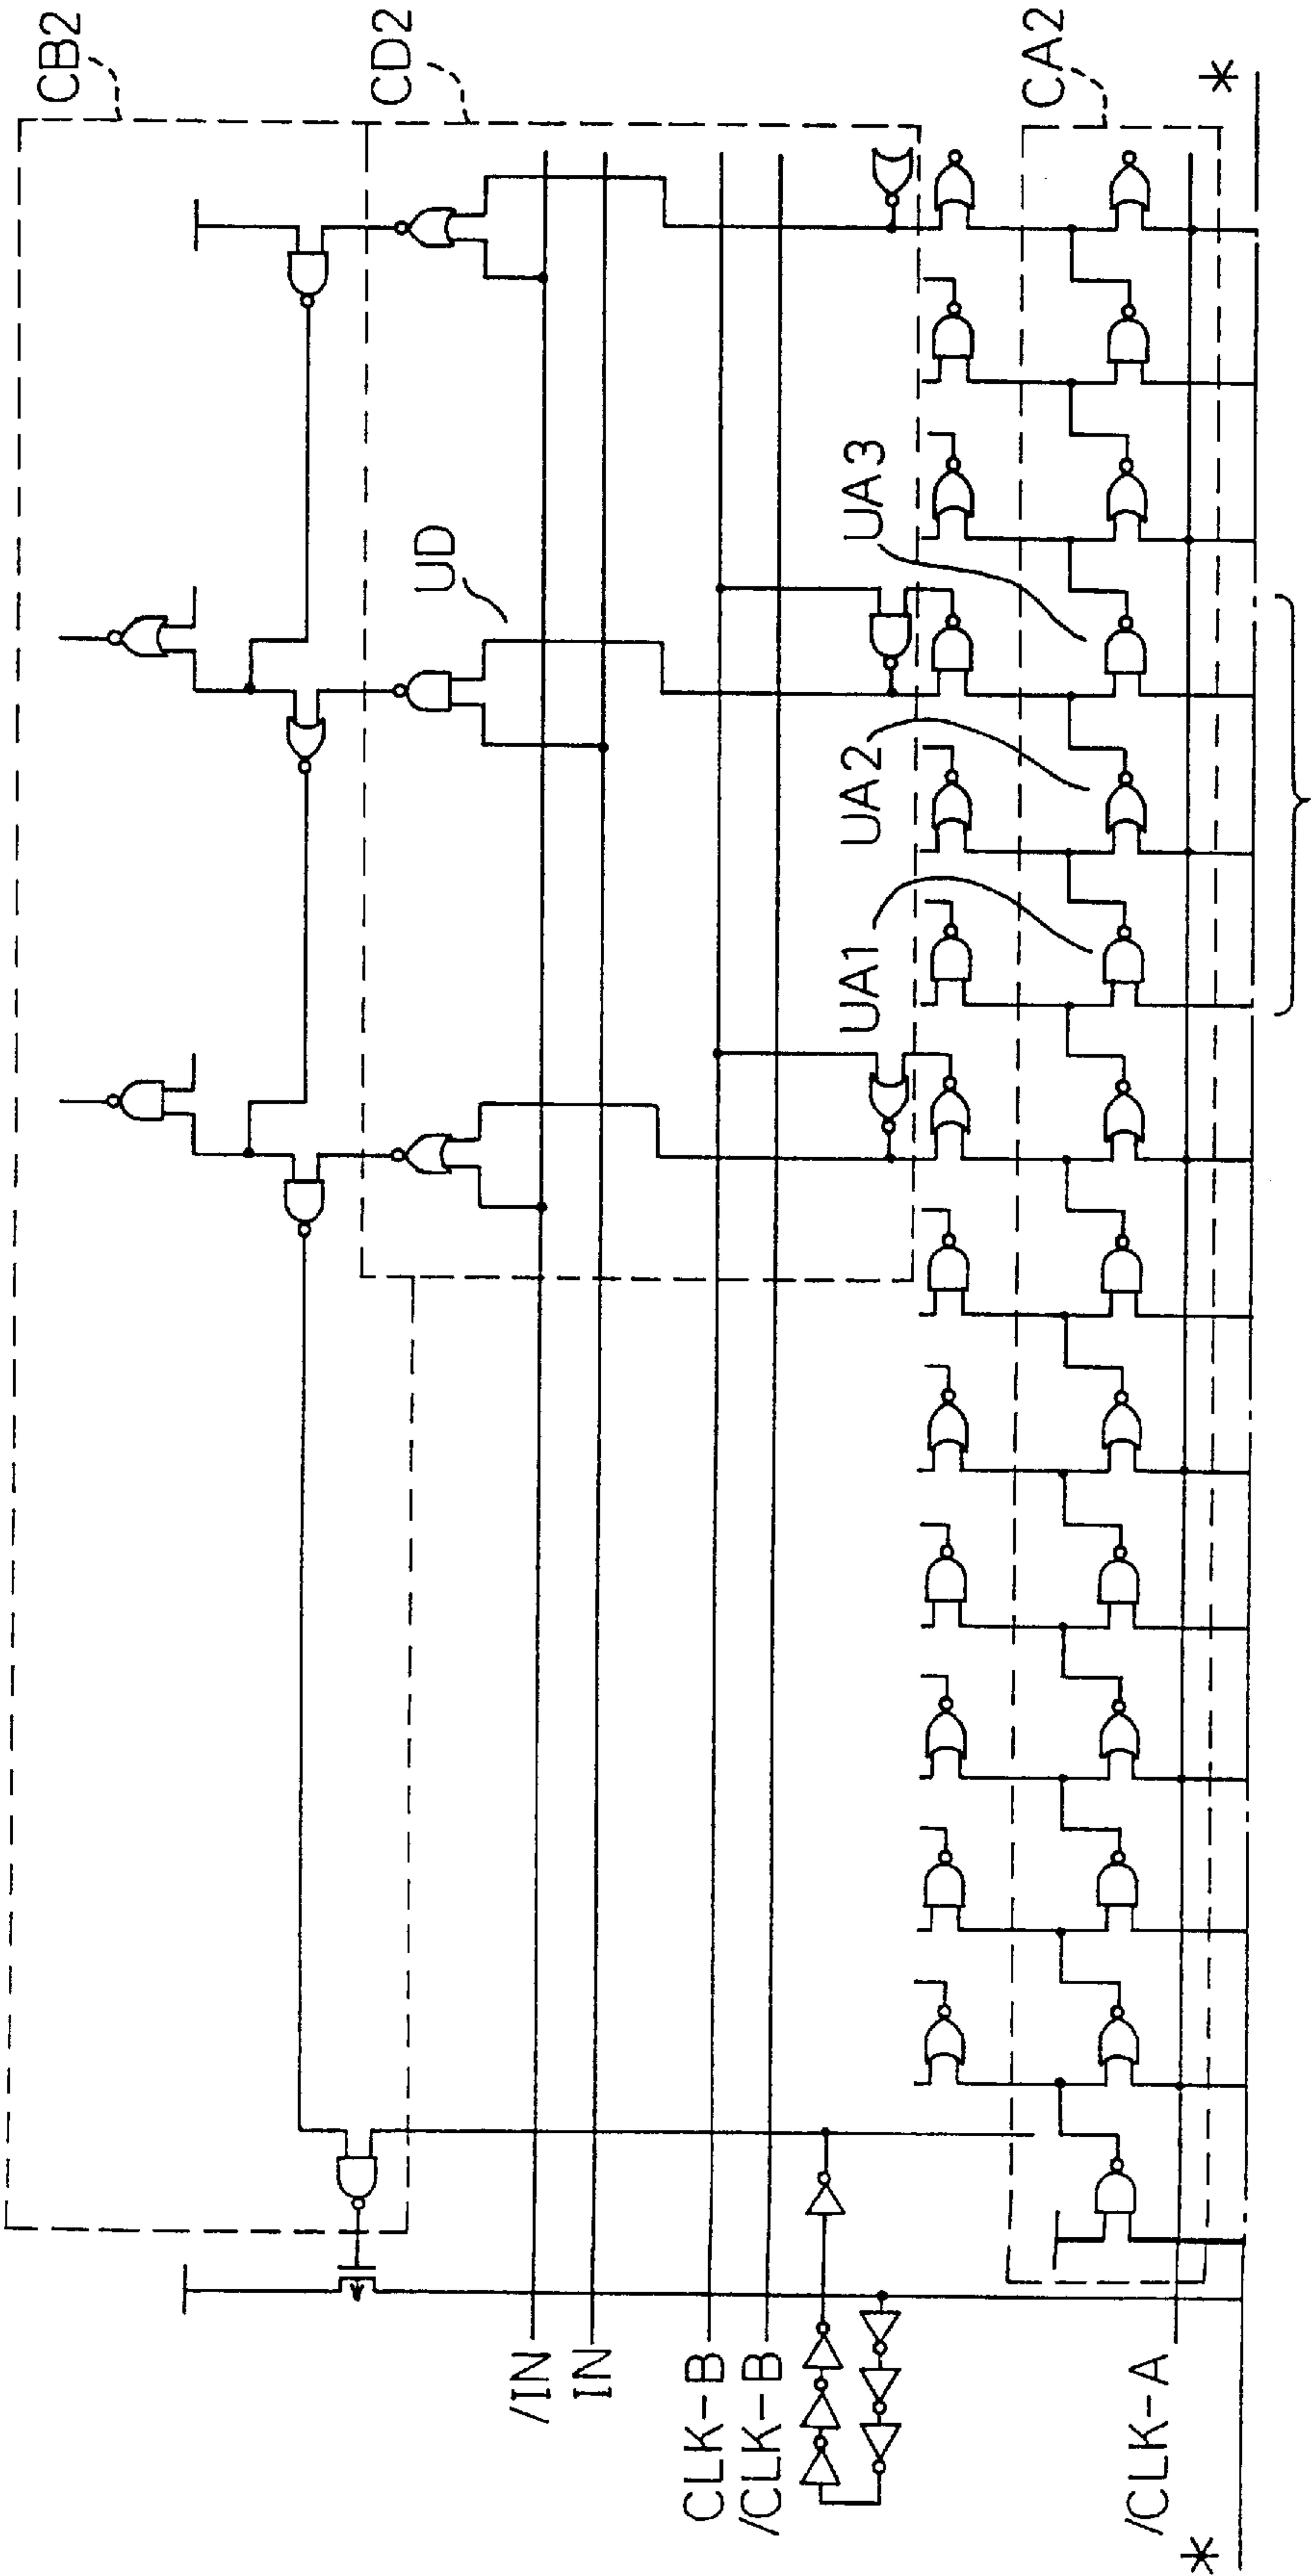 CB2
CD2
CA2
*
UD
UA3
UA2
UA1
/IN
IN
CLK-B
/CLK-B
/CLK-A
*